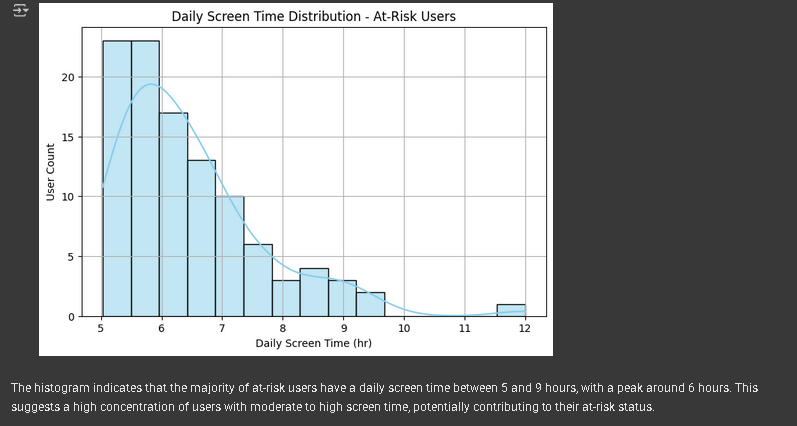 Daily Screen Time Distribution - At-Risk Users
User Count
20
15
10
5
0
5 6 7 8 9 10 11 12
Daily Screen Time (hr)
The histogram indicates that the majority of at-risk users have a daily screen time between 5 and 9 hours, with a peak around 6 hours. This
suggests a high concentration of users with moderate to high screen time, potentially contributing to their at-risk status.